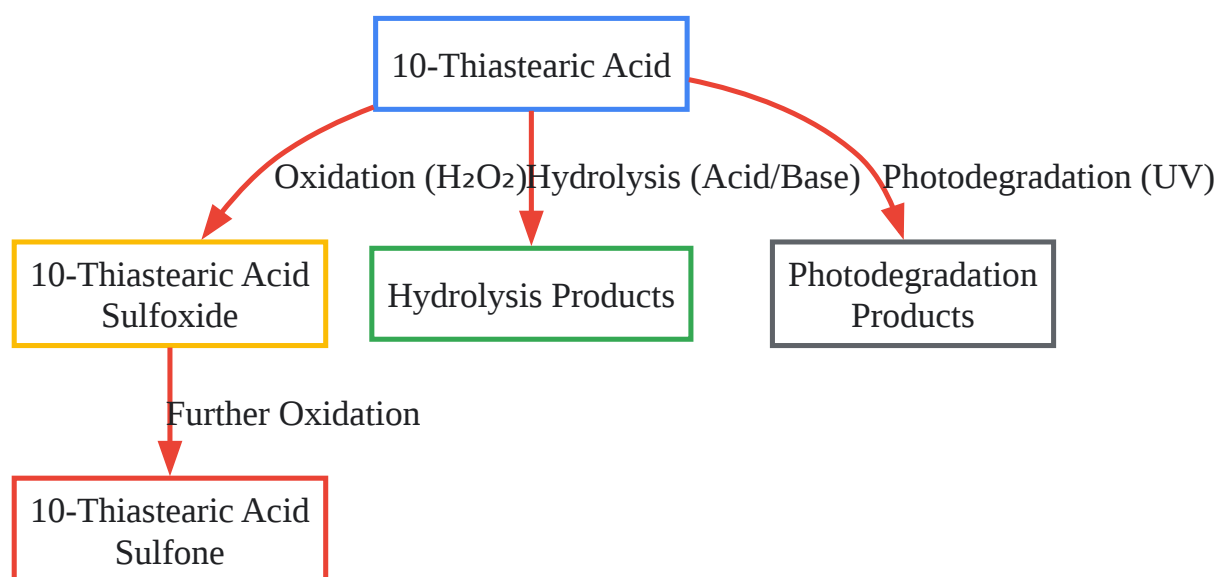 10-Thiastearic Acid
Oxidation (H₂O₂)
Hydrolysis (Acid/Base)
Photodegradation (UV)
10-Thiastearic Acid
Sulfoxide
Hydrolysis Products
Photodegradation
Products
Further Oxidation
10-Thiastearic Acid
Sulfone